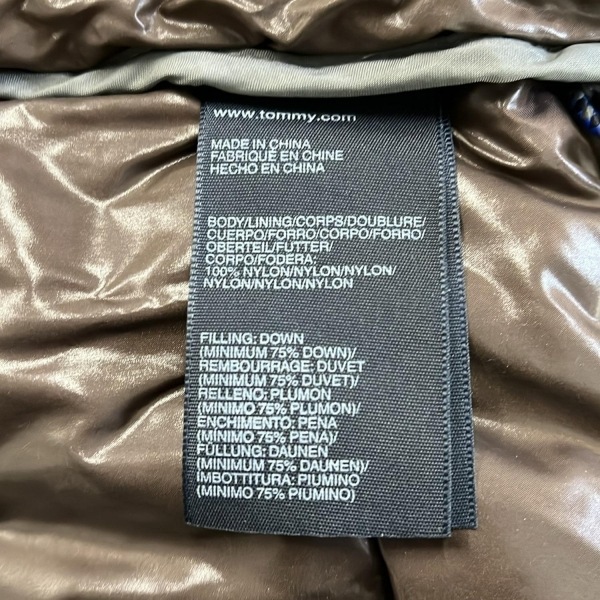 www.tommy.com
MADE IN CHINA
FABRIQUÉ EN CHINE
HECHO EN CHINA
BODY/LINING/CORPS/DOUBLURE/
CUERPO/FORRO/CORPO/FORRO/
OBERTEIL/FUTTER/
CORPO/FODERA:
100% NYLON/NYLON/NYLON/
NYLON/NYLON/NYLON
FILLING: DOWN
(MINIMUM 75% DOWN)/
REMBOURRAGE: DUVET
(MINIMUM 75% DUVET)/
RELLENO: PLUMON
(MINIMO 75% PLUMON)/
ENCHIMENTO: PENA
(MINIMO 75% PENA)/
FÜLLUNG: DAUNEN
(MINIMUM 75% DAUNEN)/
IMBOTTITURA: PIUMINO
(MINIMO 75% PIUMINO)